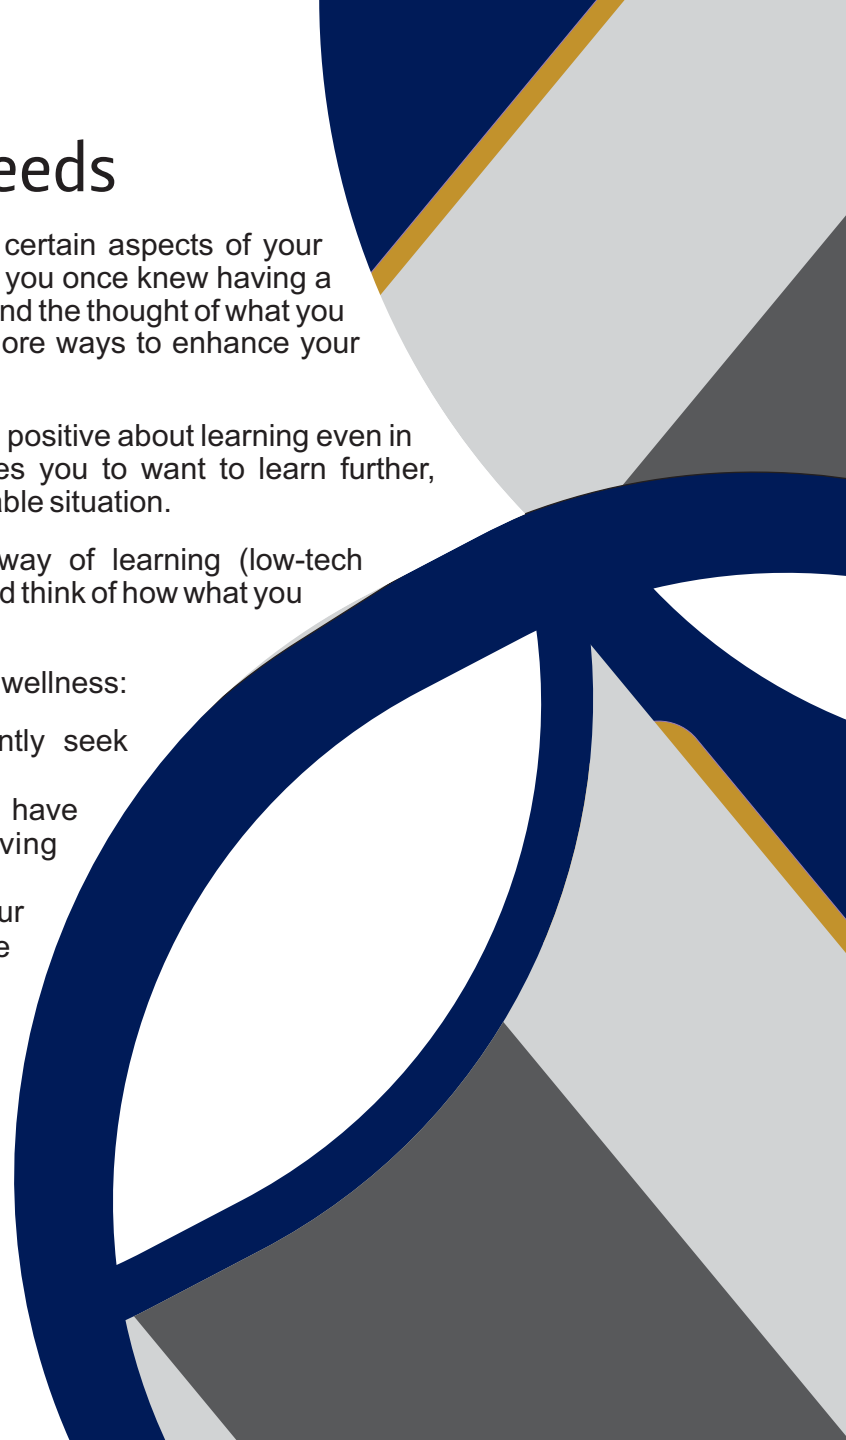 eeds
certain aspects of your
you once knew having a
nd the thought of what you
ore ways to enhance your
positive about learning even in
es you to want to learn further,
able situation.
way of learning (low-tech
d think of how what you
wellness:
ntly seek
have
ving
ur
e